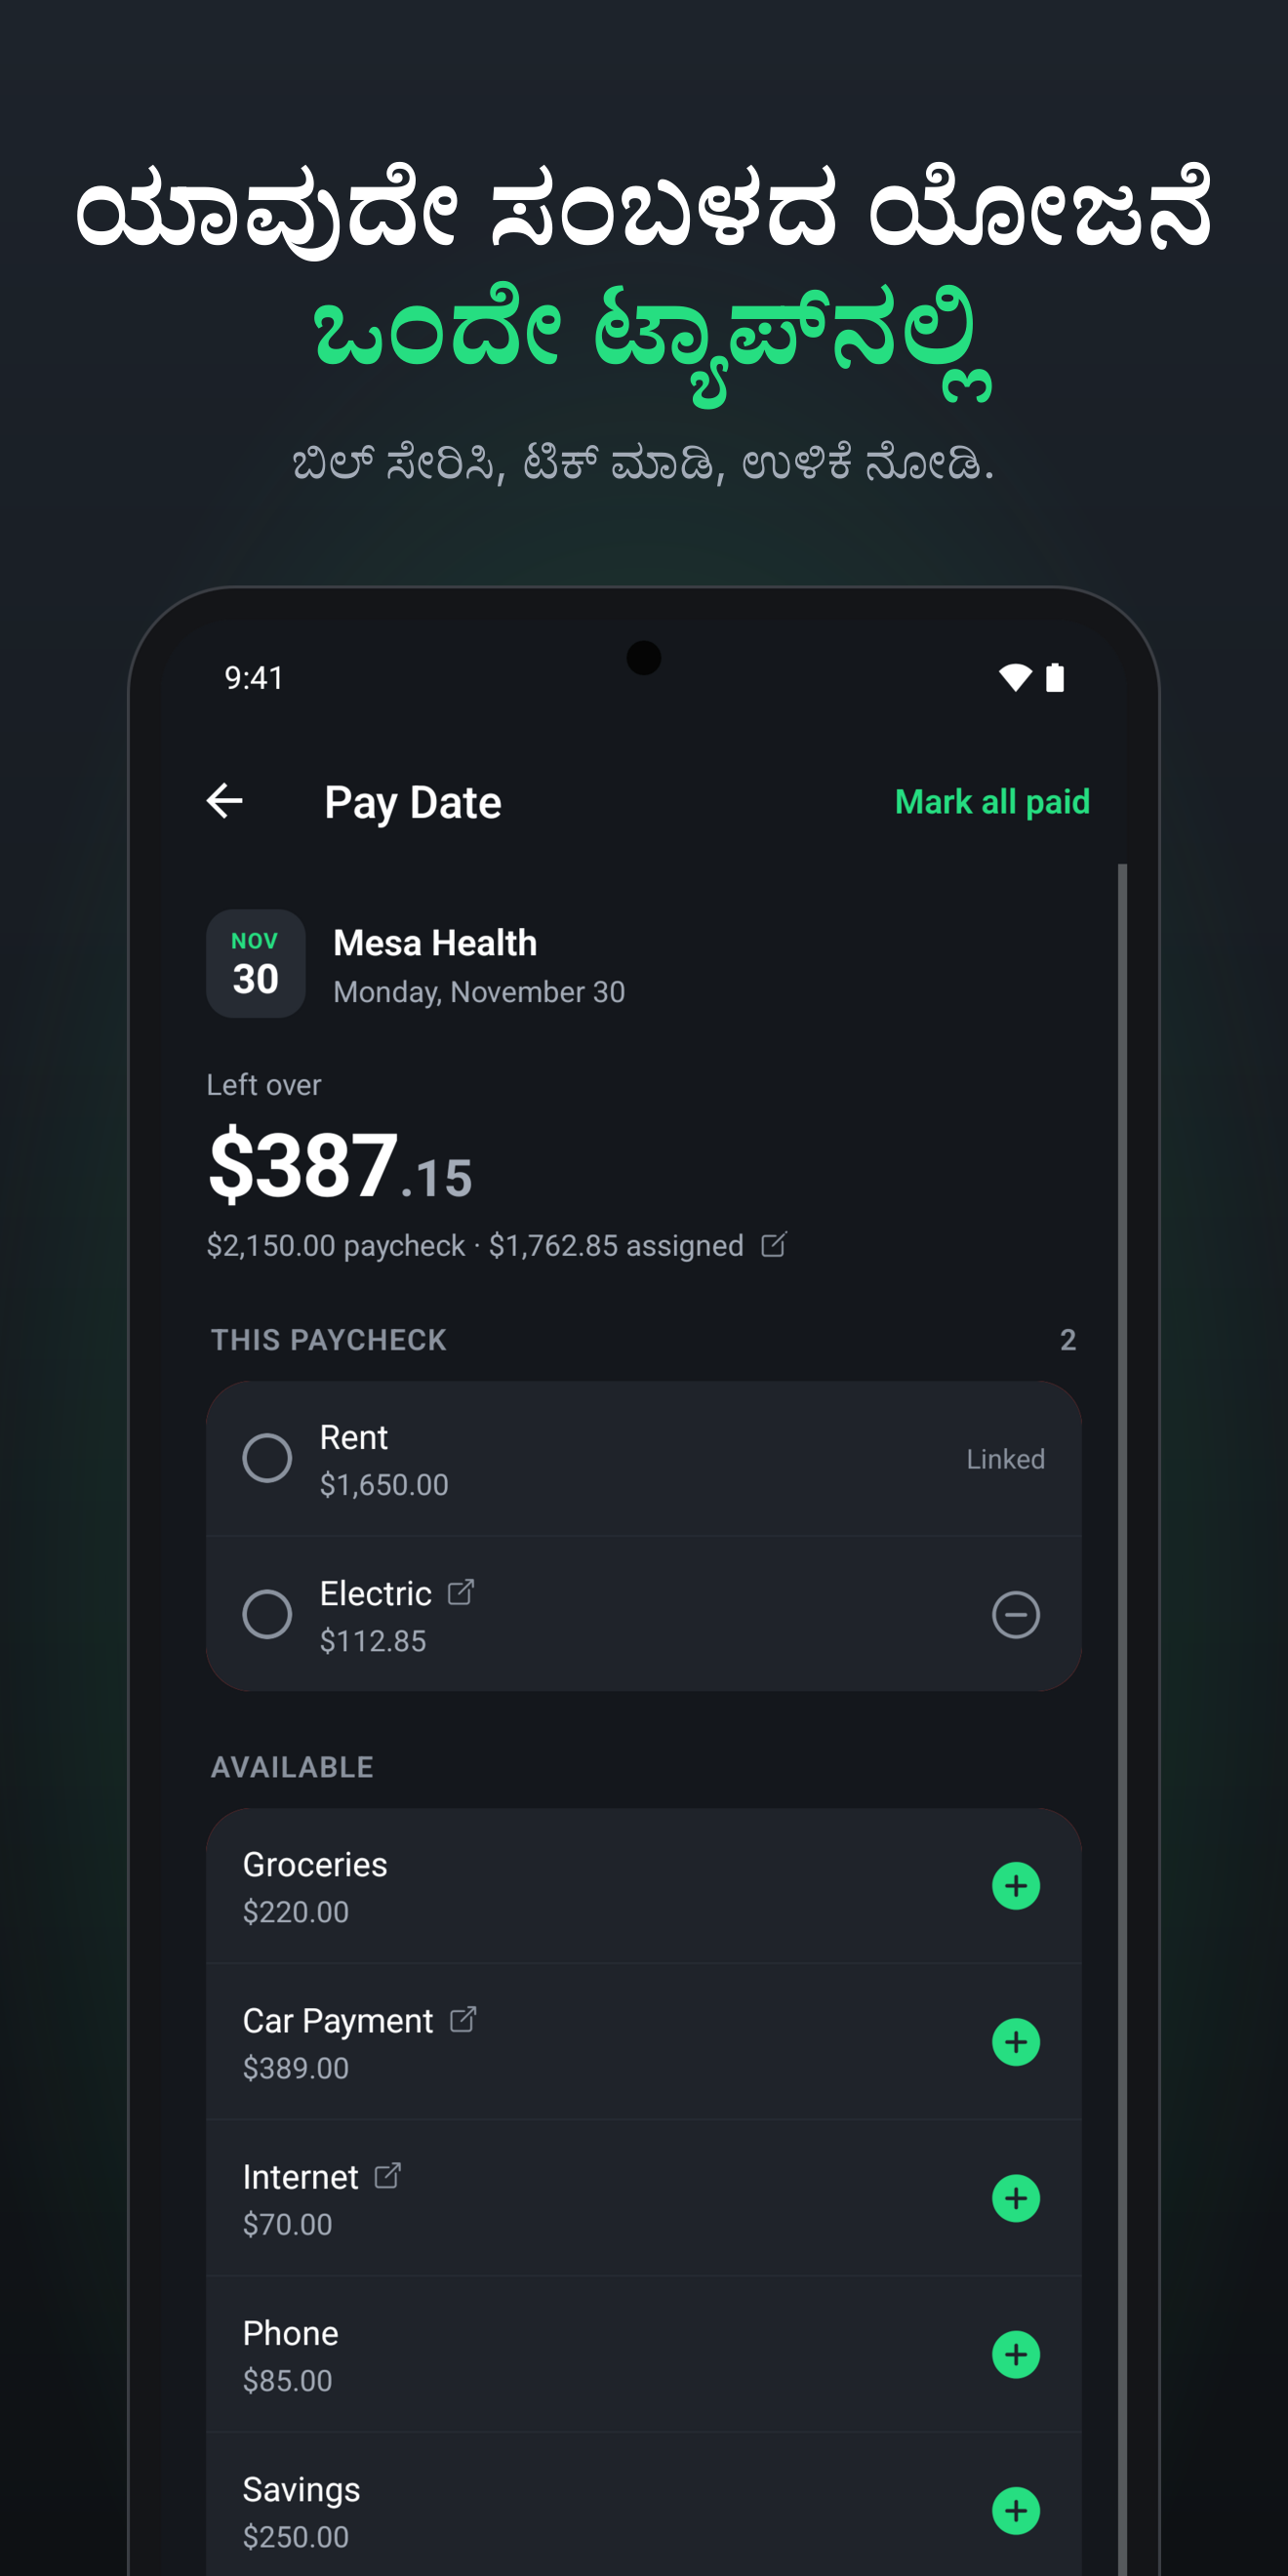 ಯಾವುದೇ ಸಂಬಳದ ಯೋಜನೆ
ಒಂದೇ ಟ್ಯಾಪ್‌ನಲ್ಲಿ
ಬಿಲ್ ಸೇರಿಸಿ, ಟಿಕ್ ಮಾಡಿ, ಉಳಿಕೆ ನೋಡಿ.
9:41
Pay Date
Mark all paid
NOV
30
Mesa Health
Monday, November 30
Left over
$387.15
$2,150.00 paycheck · $1,762.85 assigned
THIS PAYCHECK 2
Rent
$1,650.00
Linked
Electric
$112.85
AVAILABLE
Groceries
$220.00
Car Payment
$389.00
Internet
$70.00
Phone
$85.00
Savings
$250.00